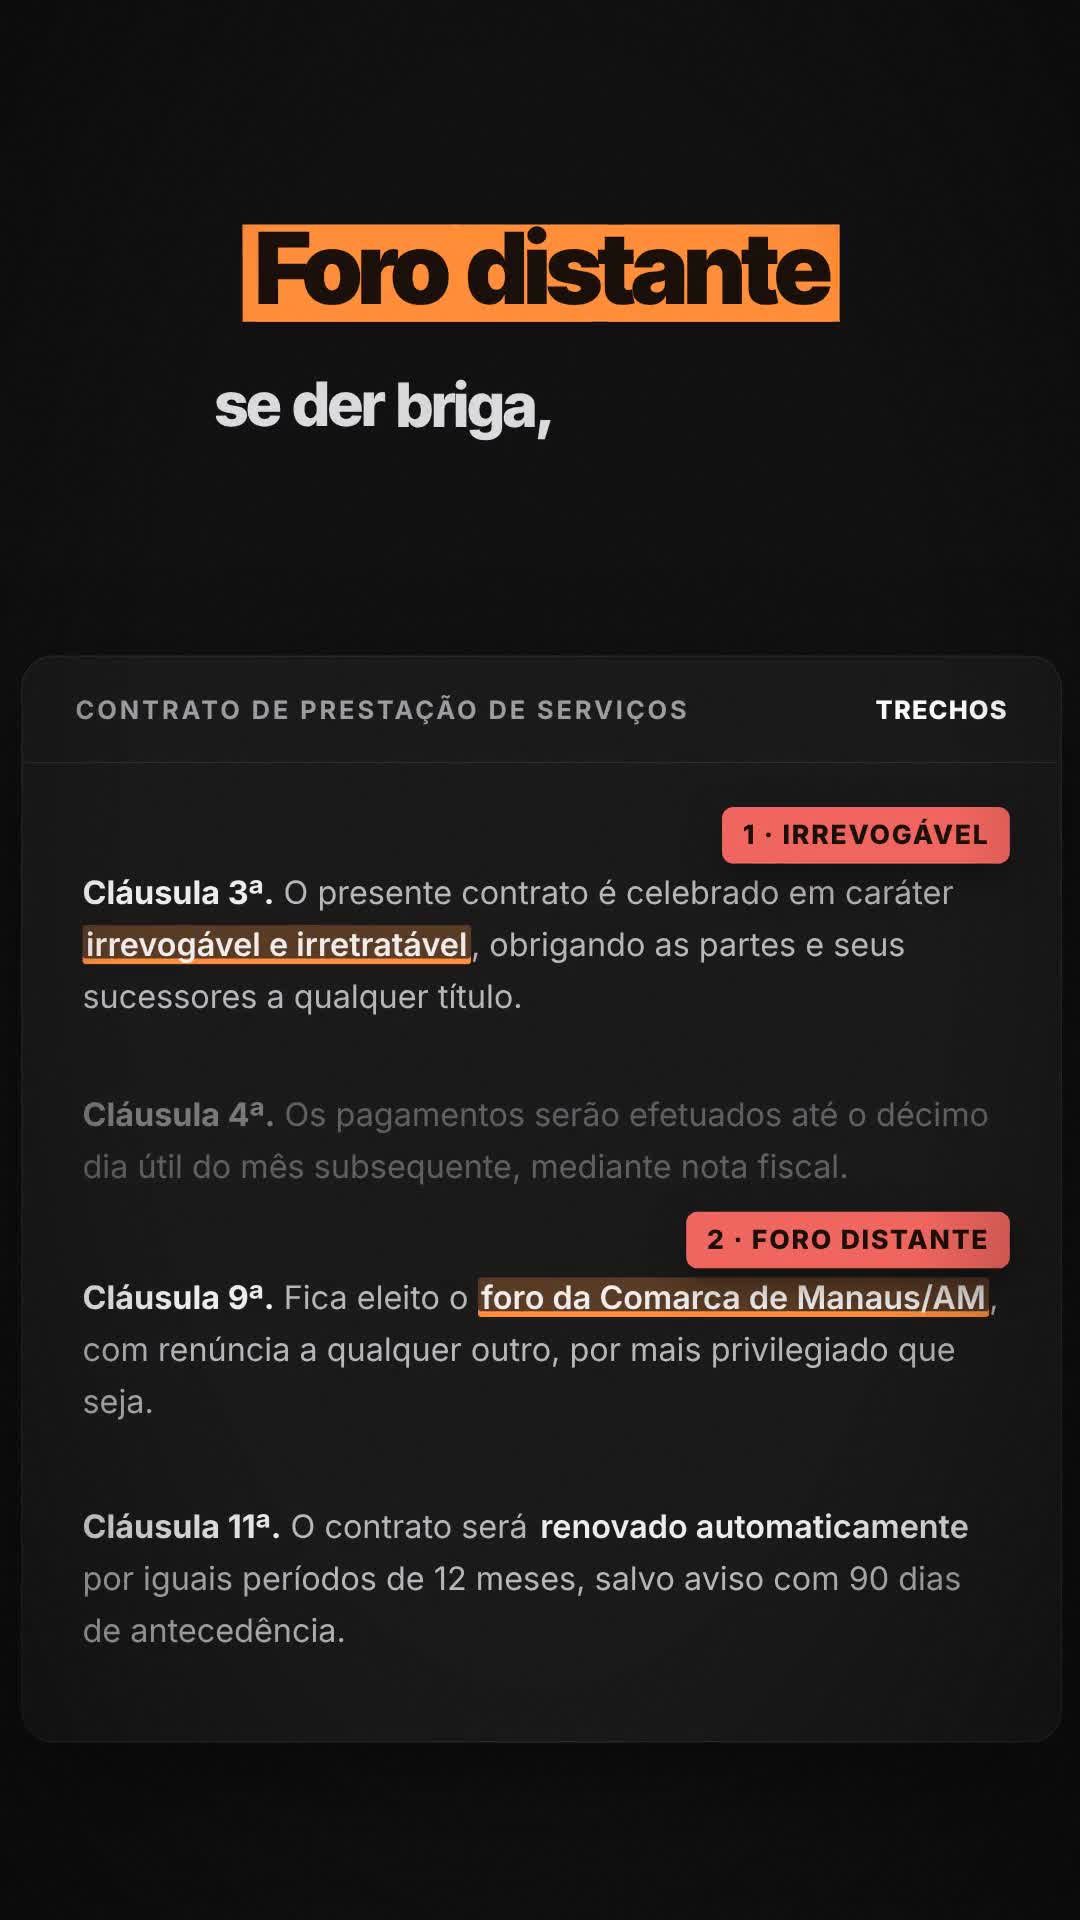 Foro distante
se der briga,
CONTRATO DE PRESTAÇÃO DE SERVIÇOS
TRECHOS
1 · IRREVOGÁVEL
Cláusula 3ª. O presente contrato é celebrado em caráter
irrevogável e irretratável, obrigando as partes e seus
sucessores a qualquer título.
Cláusula 4ª. Os pagamentos serão efetuados até o décimo
dia útil do mês subsequente, mediante nota fiscal.
2 · FORO DISTANTE
Cláusula 9ª. Fica eleito o foro da Comarca de Manaus/AM,
com renúncia a qualquer outro, por mais privilegiado que
seja.
Cláusula 11ª. O contrato será renovado automaticamente
por iguais períodos de 12 meses, salvo aviso com 90 dias
de antecedência.